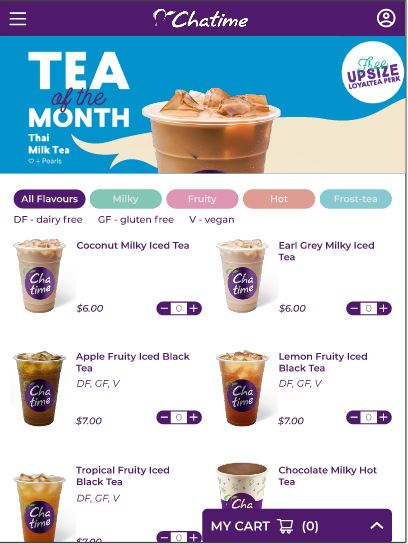 Chatime
TEA
of the
MONTH
Thai
Milk Tea
+ Pearls
Free
UPSIZE
LOYALTEA PERK
All Flavours Milky Fruity Hot Frost-tea
DF - dairy free GF - gluten free V - vegan
Coconut Milky Iced Tea
Cha
time
$6.00
0
Earl Grey Milky Iced
Tea
Cha
time
$6.00
0
Apple Fruity Iced Black
Tea
DF, GF, V
Cha
time
$7.00
0
Lemon Fruity Iced
Black Tea
DF, GF, V
Cha
time
$7.00
0
Tropical Fruity Iced
Black Tea
DF, GF, V
Cha
time
$7.00
0
Chocolate Milky Hot
Tea
Cha
MY CART (0)